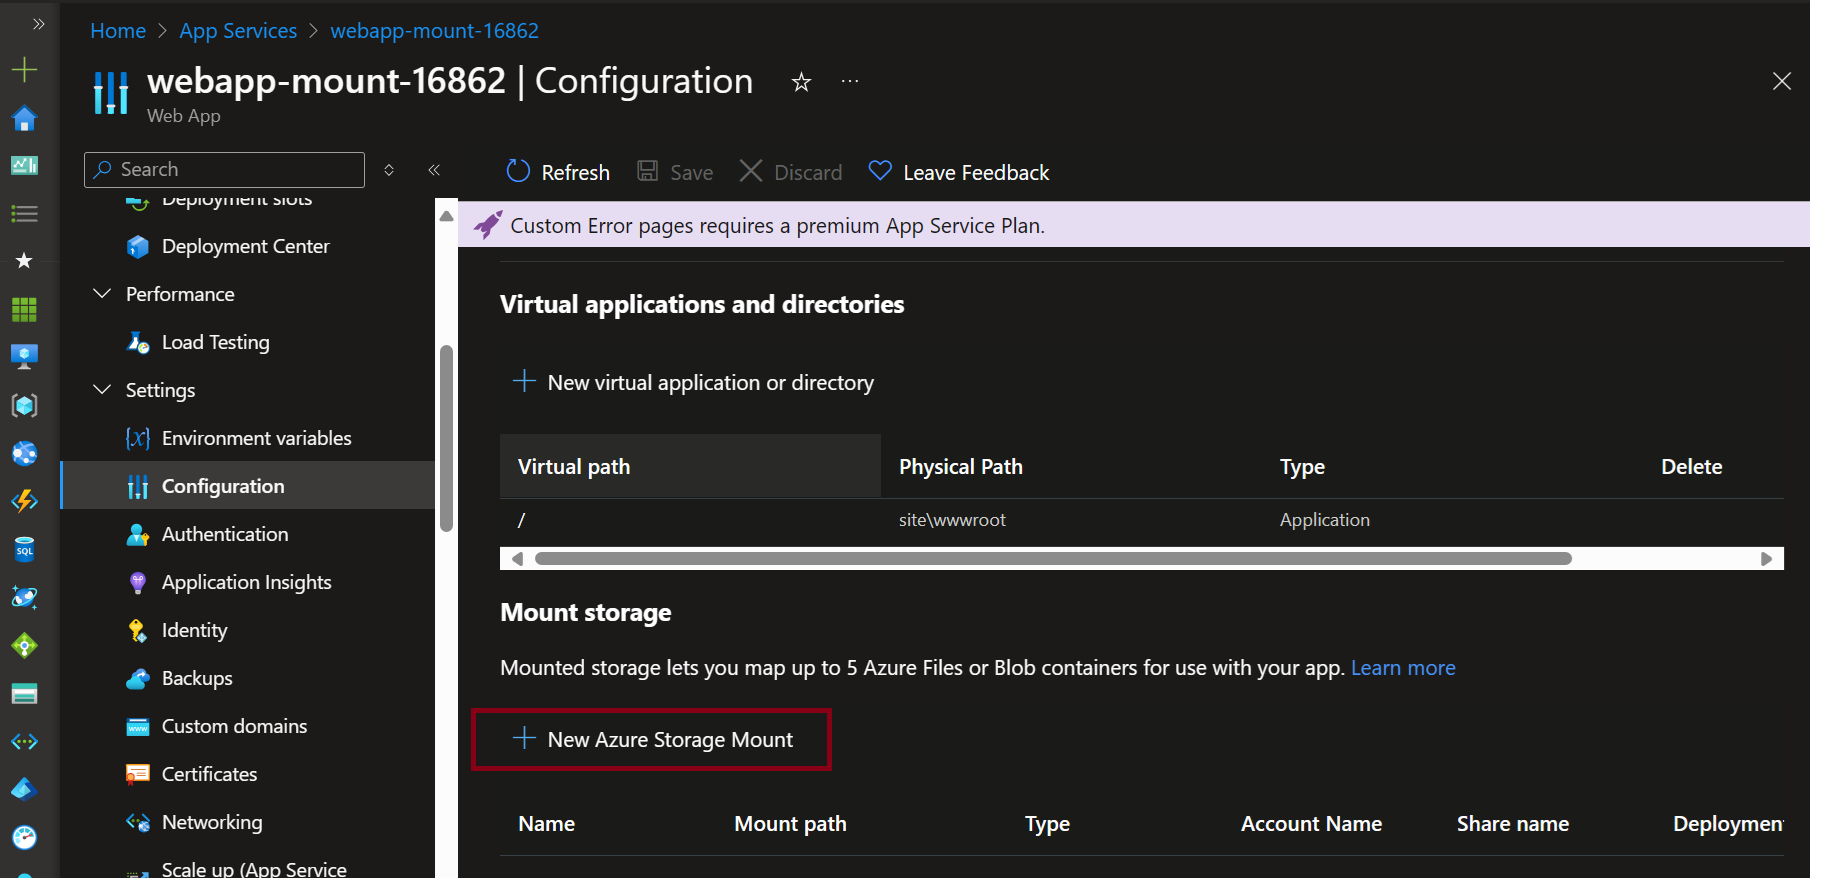 Home > App Services > webapp-mount-16862
webapp-mount-16862 | Configuration
Web App
Search
Refresh
Save
Discard
Leave Feedback
Custom Error pages requires a premium App Service Plan.
Deployment slots
Deployment Center
Performance
Load Testing
Settings
Environment variables
Configuration
Authentication
Application Insights
Identity
Backups
Custom domains
Certificates
Networking
Scale up (App Service
Virtual applications and directories
New virtual application or directory
Virtual path Physical Path Type Delete
/ site\wwwroot Application
Mount storage
Mounted storage lets you map up to 5 Azure Files or Blob containers for use with your app. Learn more
New Azure Storage Mount
Name Mount path Type Account Name Share name Deployment